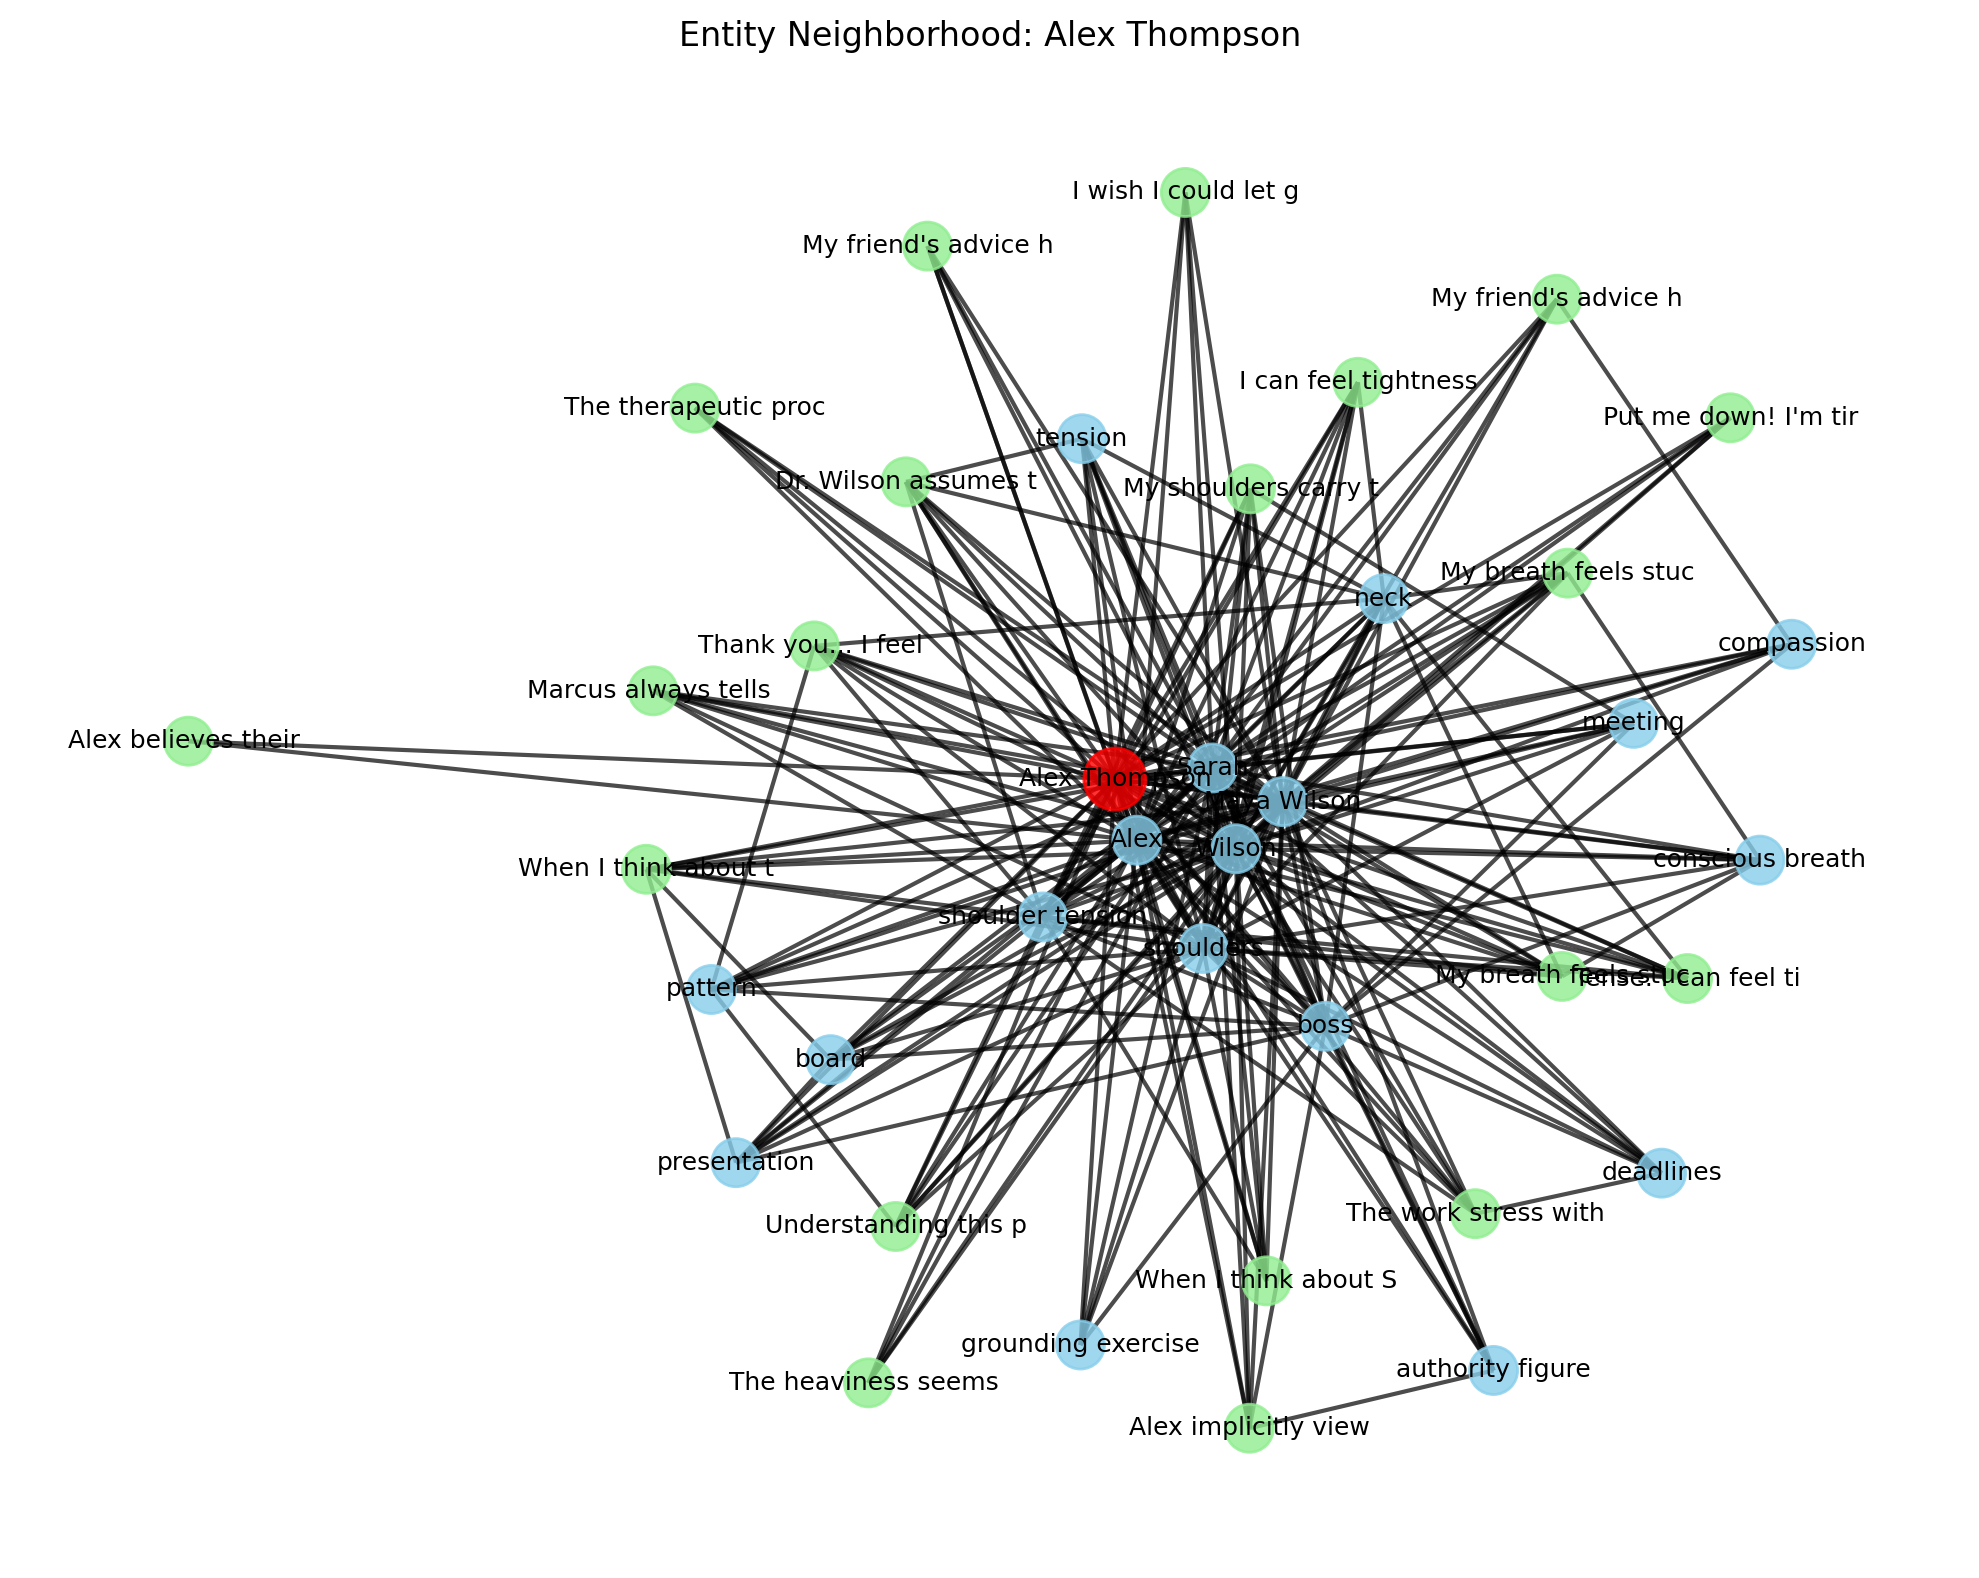 Entity Neighborhood: Alex Thompson
I wish I could let g
My friend's advice h
My friend's advice h
I can feel tightness
The therapeutic proc
Put me down! I'm tir
tension
Dr. Wilson assumes t
My shoulders carry t
My breath feels stuc
neck
Thank you... I feel
compassion
Marcus always tells
meeting
Alex believes their
Sarah
Alex Thompson
Maya Wilson
Alex
Wilson
conscious breath
When I think about t
shoulder tension
shoulders
My breath feels stuc
Tense. I can feel ti
pattern
boss
board
presentation
deadlines
The work stress with
Understanding this p
When I think about S
grounding exercise
authority figure
The heaviness seems
Alex implicitly view